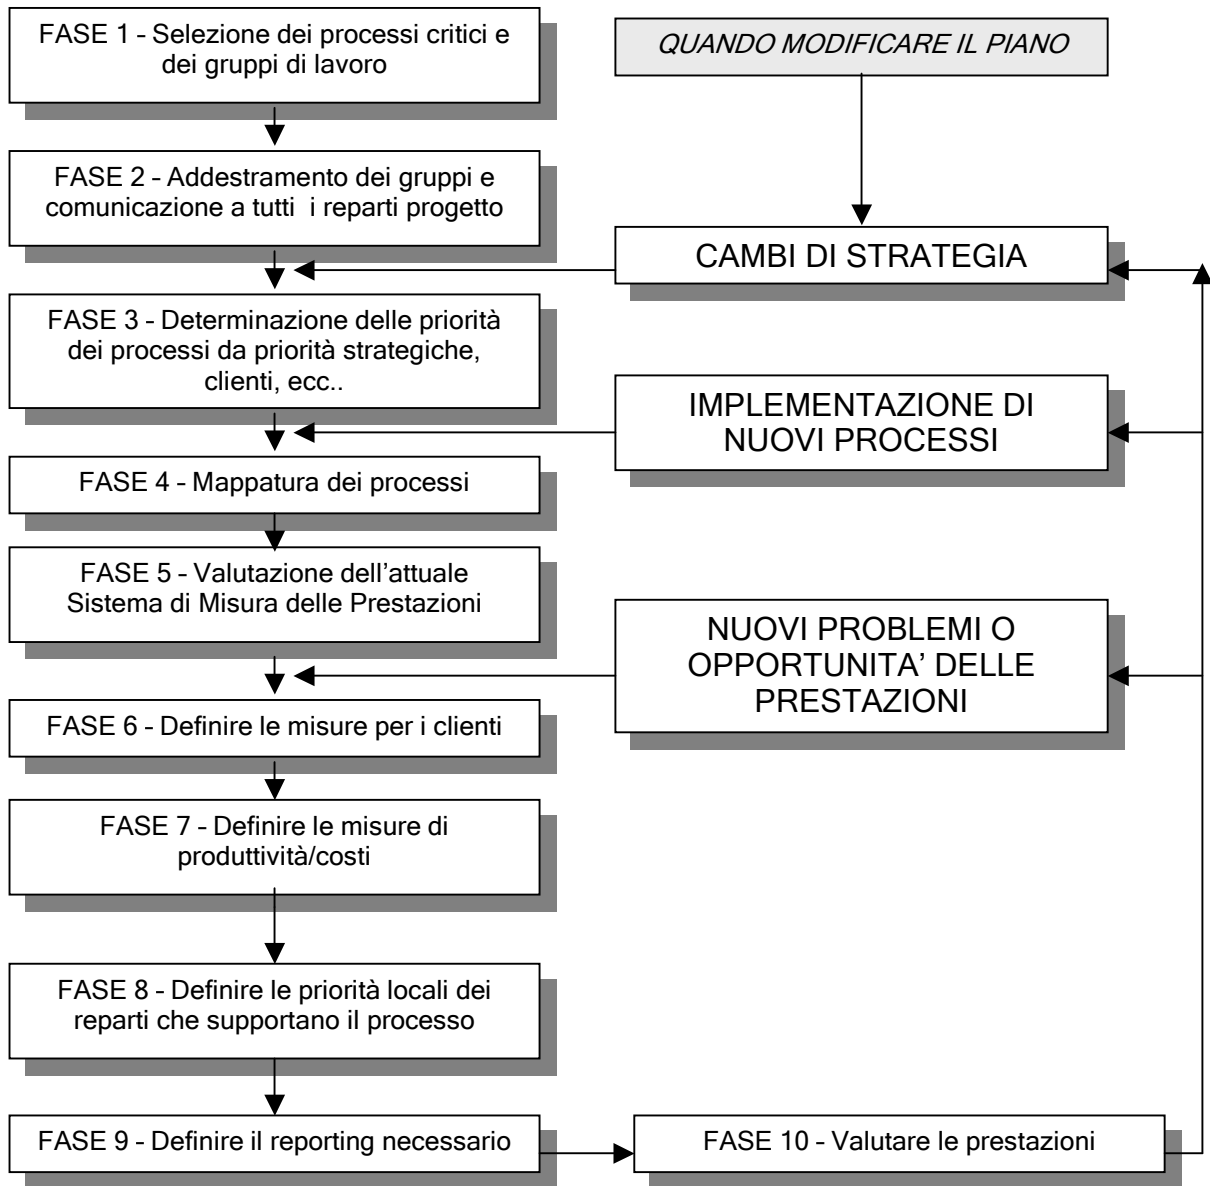 FASE 1 - Selezione dei processi critici e
dei gruppi di lavoro
QUANDO MODIFICARE IL PIANO
FASE 2 - Addestramento dei gruppi e
comunicazione a tutti i reparti progetto
CAMBI DI STRATEGIA
FASE 3 - Determinazione delle priorità
dei processi da priorità strategiche,
clienti, ecc..
IMPLEMENTAZIONE DI
NUOVI PROCESSI
FASE 4 - Mappatura dei processi
FASE 5 - Valutazione dell’attuale
Sistema di Misura delle Prestazioni
NUOVI PROBLEMI O
OPPORTUNITA’ DELLE
PRESTAZIONI
FASE 6 - Definire le misure per i clienti
FASE 7 - Definire le misure di
produttività/costi
FASE 8 - Definire le priorità locali dei
reparti che supportano il processo
FASE 9 - Definire il reporting necessario
FASE 10 - Valutare le prestazioni